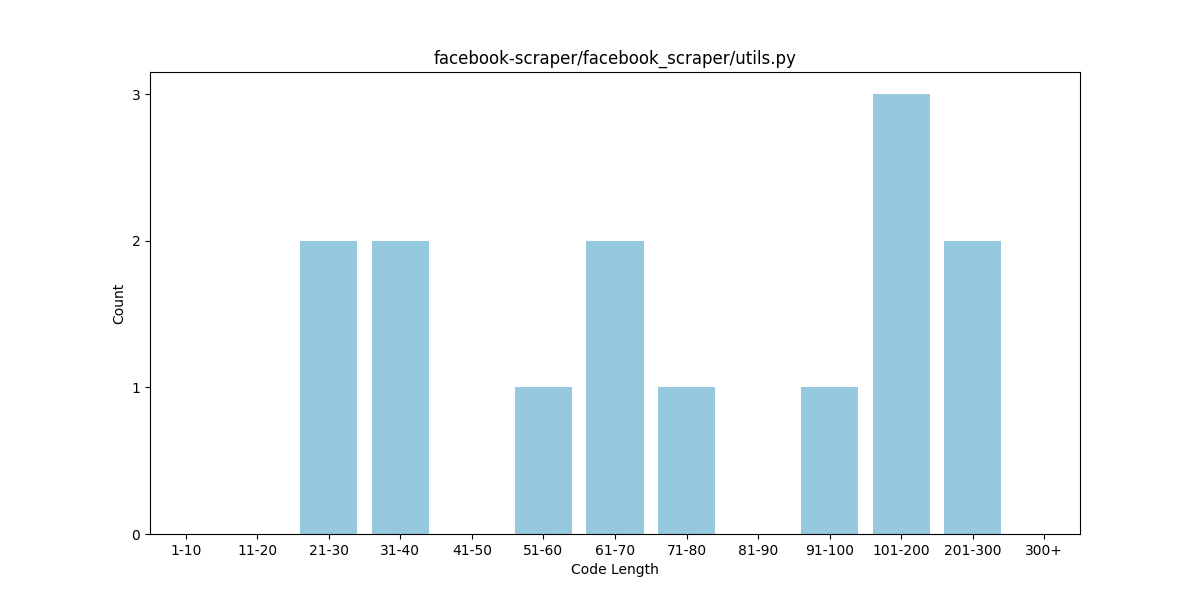 facebook-scraper/facebook_scraper/utils.py
3
2
1
0
Count
1-10 11-20 21-30 31-40 41-50 51-60 61-70 71-80 81-90 91-100 101-200 201-300 300+
Code Length